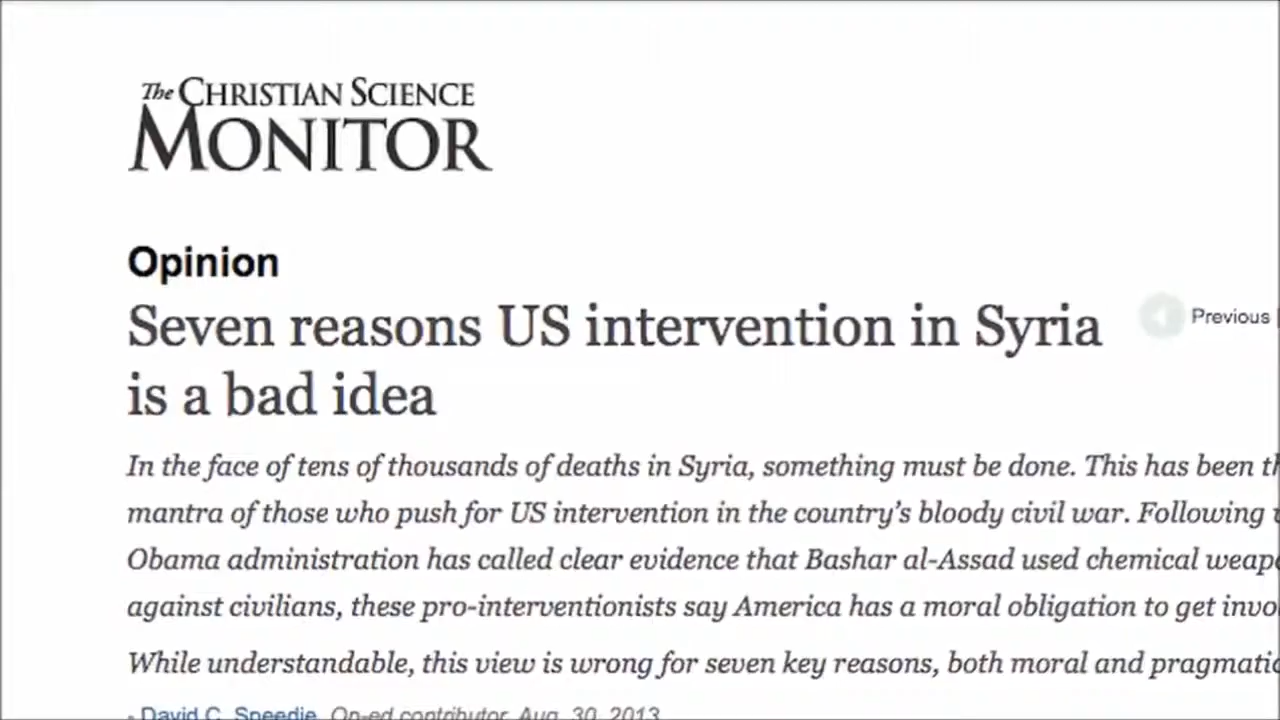 The CHRISTIAN SCIENCE
MONITOR
Opinion
Seven reasons US intervention in Syria
Previous
is a bad idea
In the face of tens of thousands of deaths in Syria, something must be done. This has been
mantra of those who push for US intervention in the country's bloody civil war. Following
Obama administration has called clear evidence that Bashar al-Assad used chemical
against civilians, these pro-interventionists say America has a moral obligation to get
While understandable, this view is wrong for seven key reasons, both moral and
- David C. Speedie, Op-ed contributor, Aug. 30, 2013